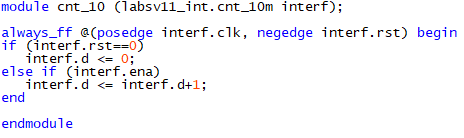 module cnt_10 (labsv11_int.cnt_10m interf);
always_ff @(posedge interf.clk, negedge interf.rst) begin
if (interf.rst==0)
interf.d <= 0;
else if (interf.ena)
interf.d <= interf.d+1;
end
endmodule